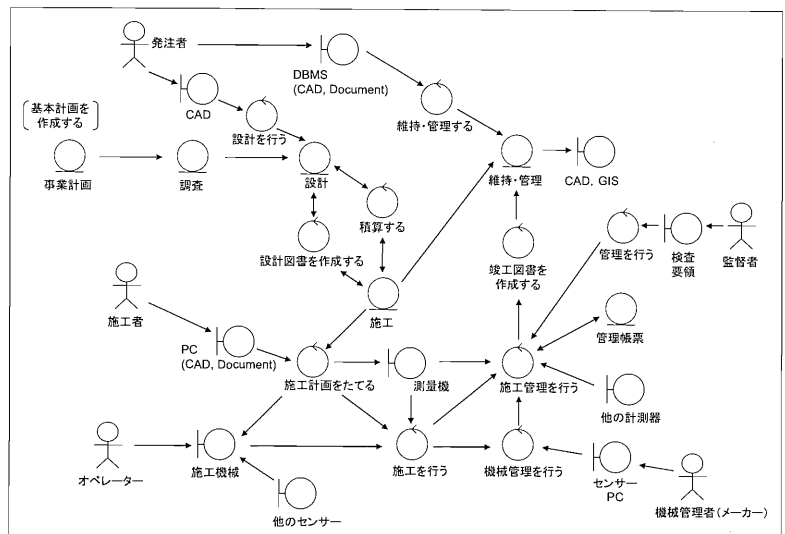 発注者
DBMS
(CAD, Document)
CAD
維持・管理する
基本計画を
作成する
設計を行う
事業計画
調査
設計
維持・管理
CAD, GIS
積算する
設計図書を作成する
竣工図書を
作成する
管理を行う
検査
要領
監督者
施工者
施工
管理帳票
PC
(CAD, Document)
施工計画をたてる
測量機
施工管理を行う
他の計測器
オペレーター
施工機械
施工を行う
機械管理を行う
センサー
PC
機械管理者(メーカー)
他のセンサー